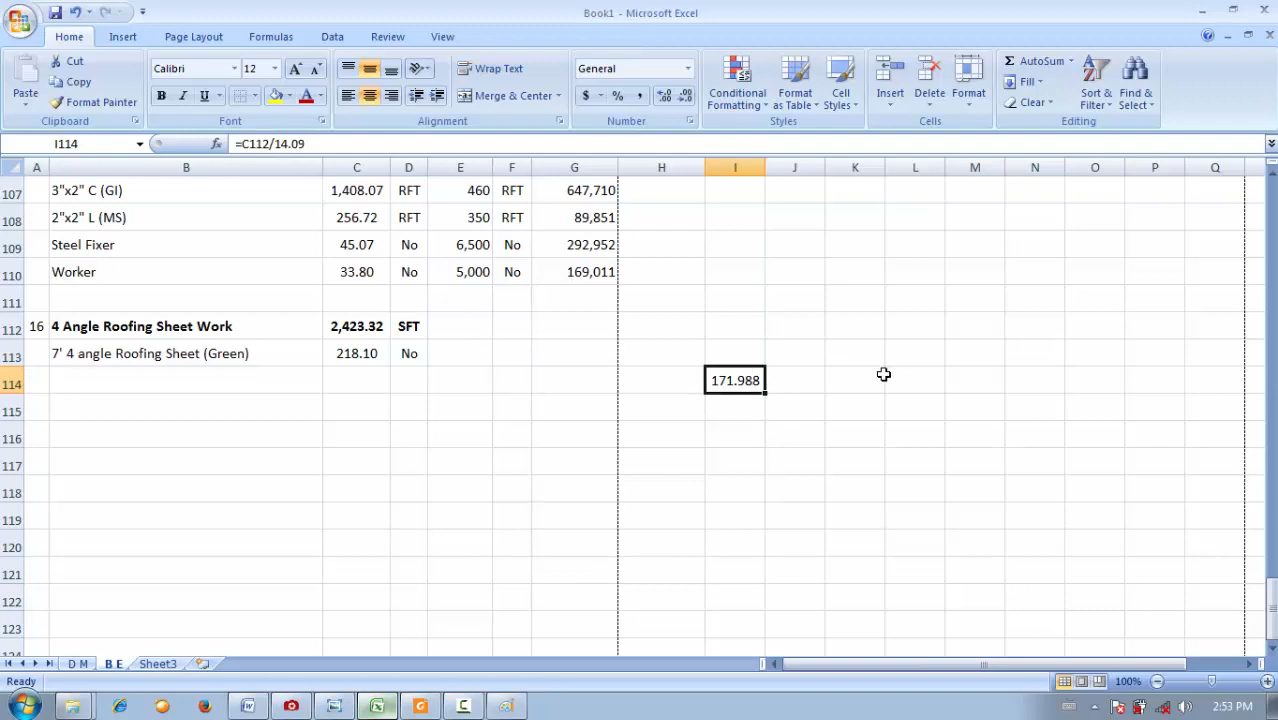 Book1 - Microsoft Excel
Home Insert Page Layout Formulas Data Review View
Paste
Cut
Copy
Format Painter
Clipboard
Calibri 12
B I U
Font
Wrap Text
Merge & Center
Alignment
General
$ % ,
Number
Conditional Formatting
Format as Table
Cell Styles
Styles
Insert
Delete
Format
Cells
AutoSum
Fill
Clear
Sort & Filter
Find & Select
Editing
I114 fx =C112/14.09
A B C D E F G H I J K L M N O P Q
107 3"x2" C (GI) 1,408.07 RFT 460 RFT 647,710
108 2"x2" L (MS) 256.72 RFT 350 RFT 89,851
109 Steel Fixer 45.07 No 6,500 No 292,952
110 Worker 33.80 No 5,000 No 169,011
111
112 16 4 Angle Roofing Sheet Work 2,423.32 SFT
113 7' 4 angle Roofing Sheet (Green) 218.10 No
114 171.988
115
116
117
118
119
120
121
122
123
124
D M B E Sheet3
Ready 100%
2:53 PM